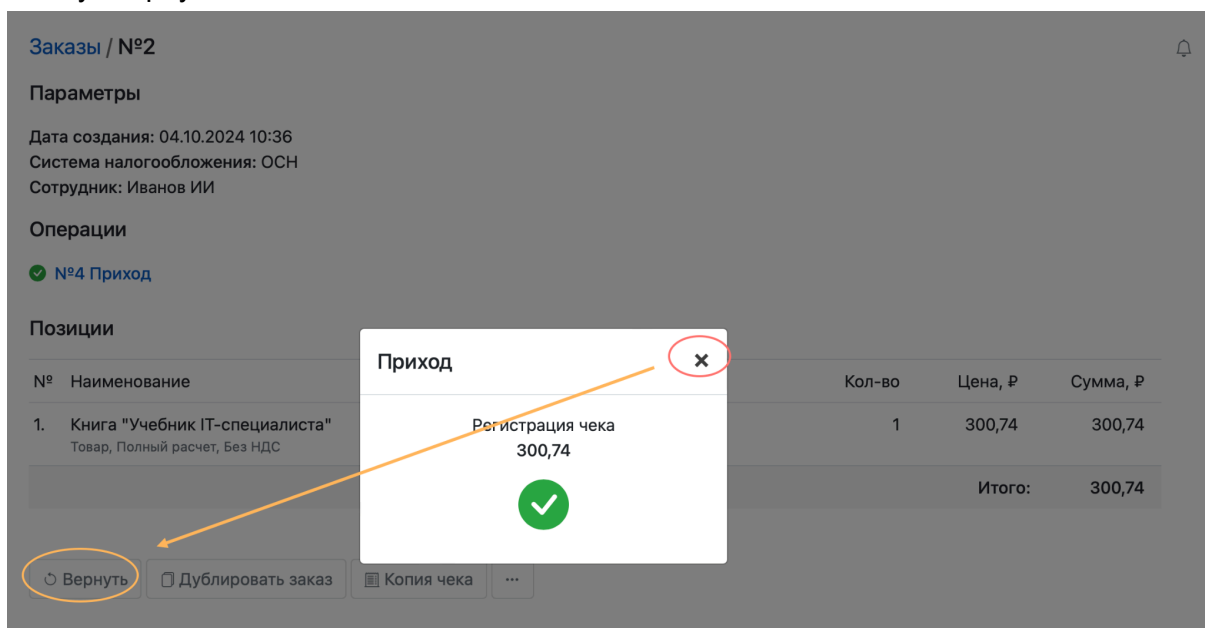 Заказы / №2
Параметры
Дата создания: 04.10.2024 10:36
Система налогообложения: ОСН
Сотрудник: Иванов ИИ
Операции
№4 Приход
Позиции
№ Наименование Кол-во Цена, ₽ Сумма, ₽
1. Книга "Учебник IT-специалиста" 1 300,74 300,74
Товар, Полный расчет, Без НДС
Итого: 300,74
Приход
Регистрация чека
300,74
Вернуть Дублировать заказ Копия чека ...